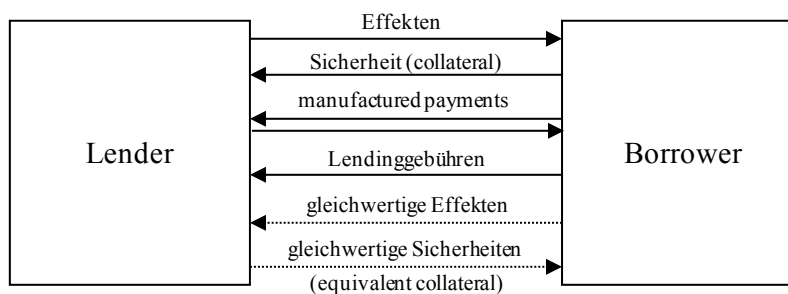 Effekten
Sicherheit (collateral)
manufactured payments
Lender
Borrower
Lendinggebühren
gleichwertige Effekten
gleichwertige Sicherheiten
(equivalent collateral)